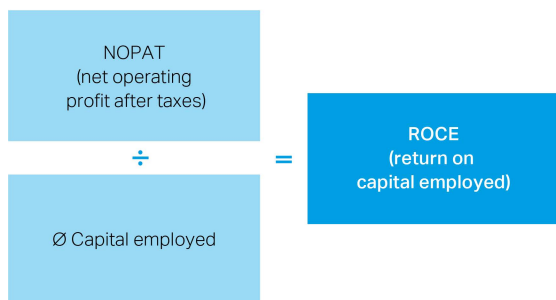 NOPAT
(net operating
profit after taxes)
÷
=
ROCE
(return on
capital employed)
Ø Capital employed